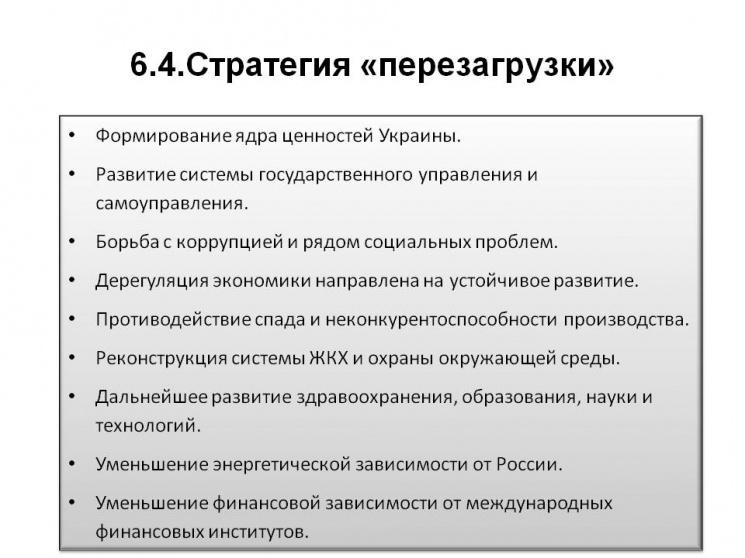 6.4.Стратегия «перезагрузки»
• Формирование ядра ценностей Украины.
• Развитие системы государственного управления и
самоуправления.
• Борьба с коррупцией и рядом социальных проблем.
• Дерегуляция экономики направлена на устойчивое развитие.
• Противодействие спада и неконкурентоспособности производства.
• Реконструкция системы ЖКХ и охраны окружающей среды.
• Дальнейшее развитие здравоохранения, образования, науки и
технологий.
• Уменьшение энергетической зависимости от России.
• Уменьшение финансовой зависимости от международных
финансовых институтов.